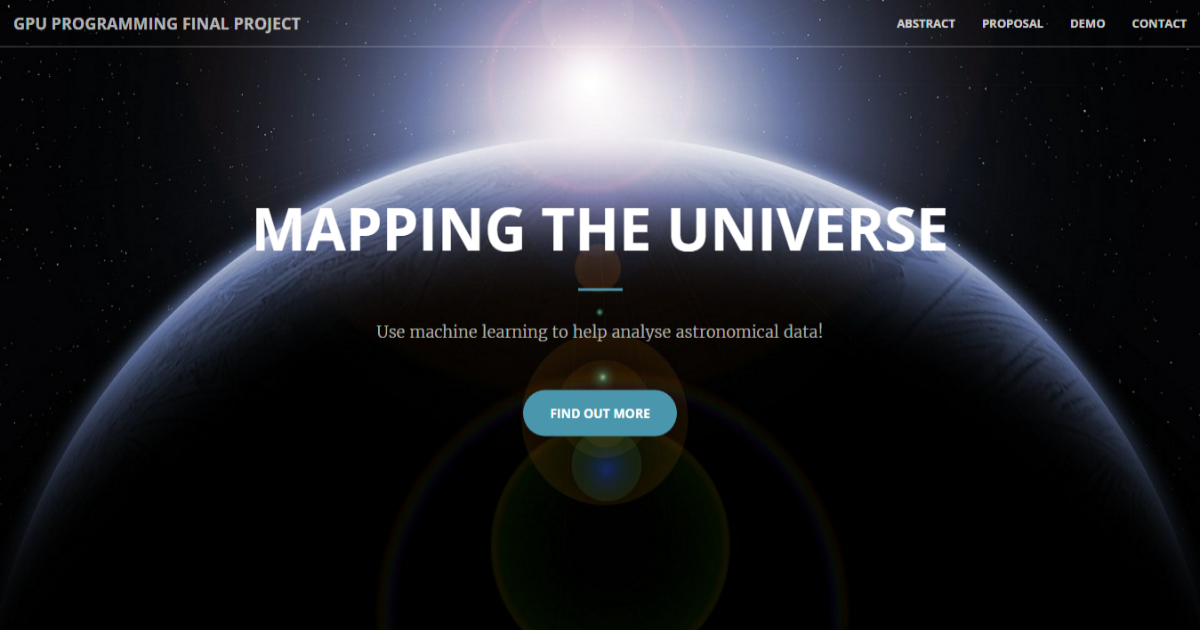 GPU PROGRAMMING FINAL PROJECT
ABSTRACT PROPOSAL DEMO CONTACT
MAPPING THE UNIVERSE
Use machine learning to help analyse astronomical data!
FIND OUT MORE